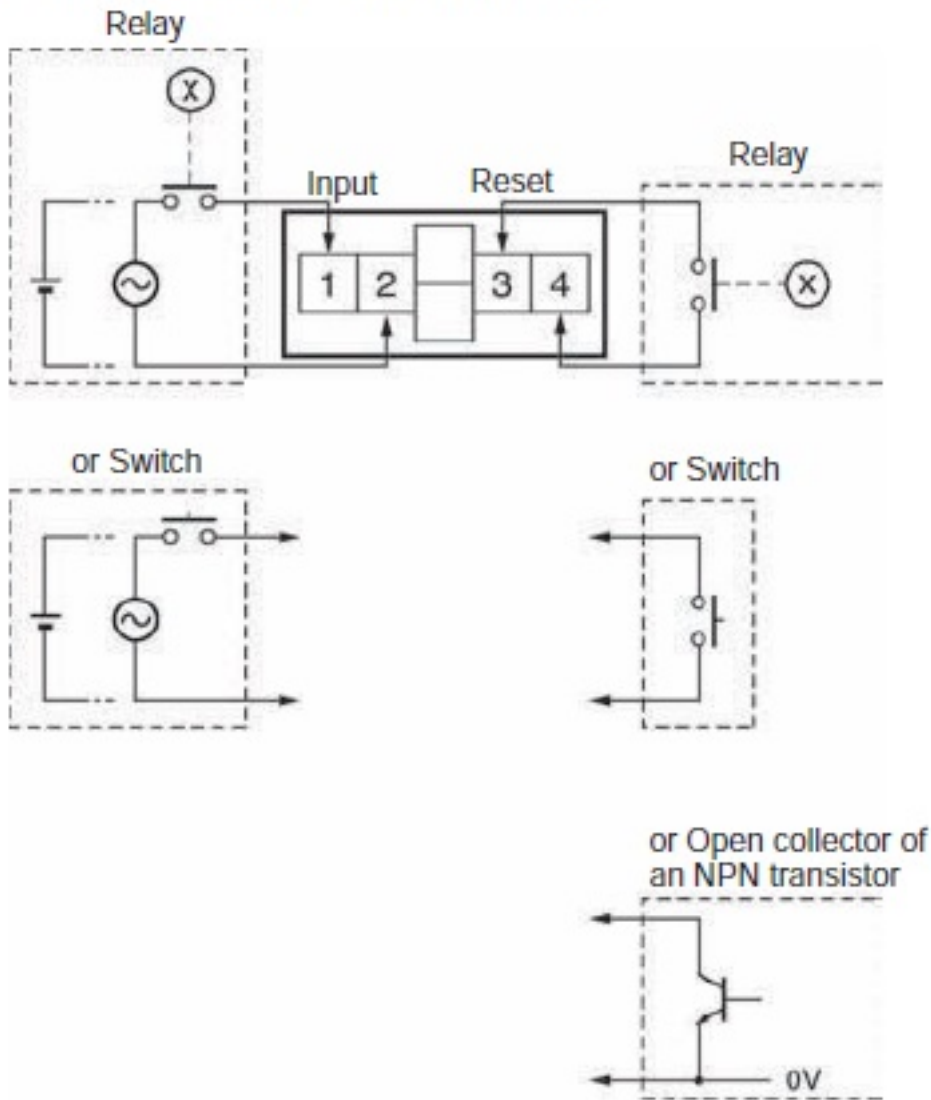 Relay
X
Relay
Input
Reset
1 2 3 4
X
or Switch
or Switch
or Open collector of
an NPN transistor
0V